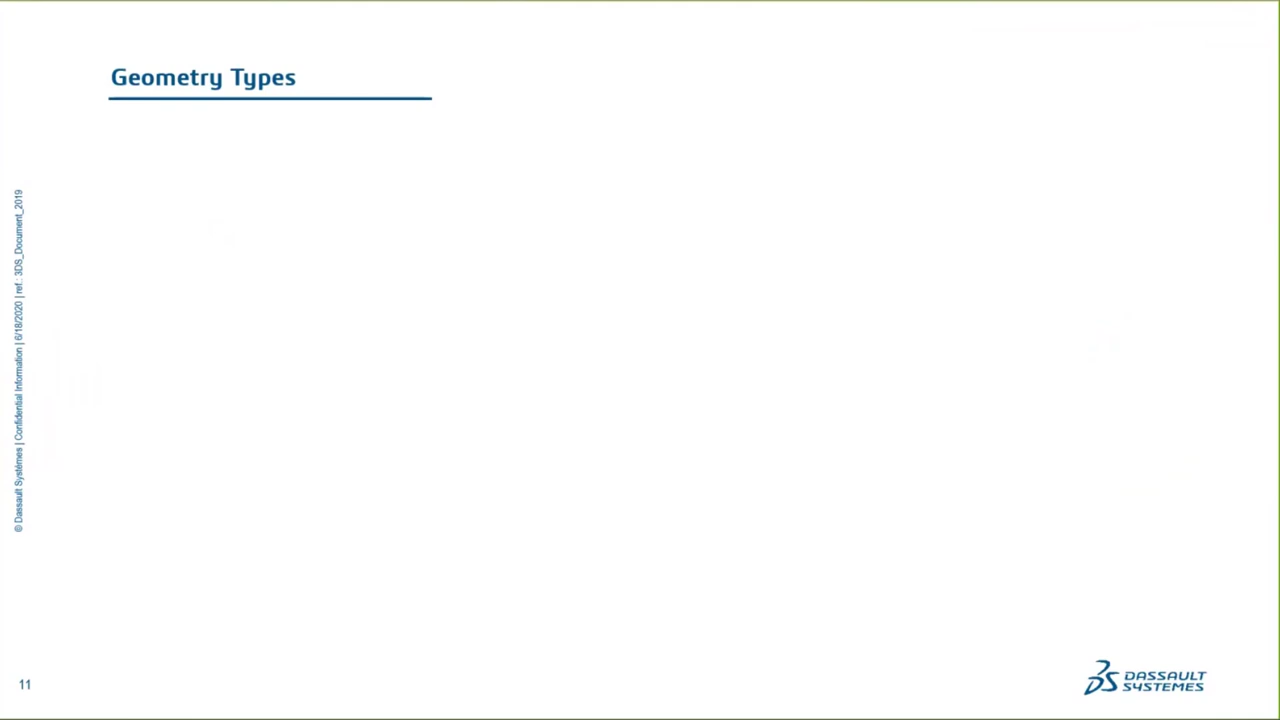 Geometry Types
© Dassault Systèmes | Confidential Information | 6/18/2020 | ref.: 3DS_Document_2019
11
DASSAULT
SYSTEMES